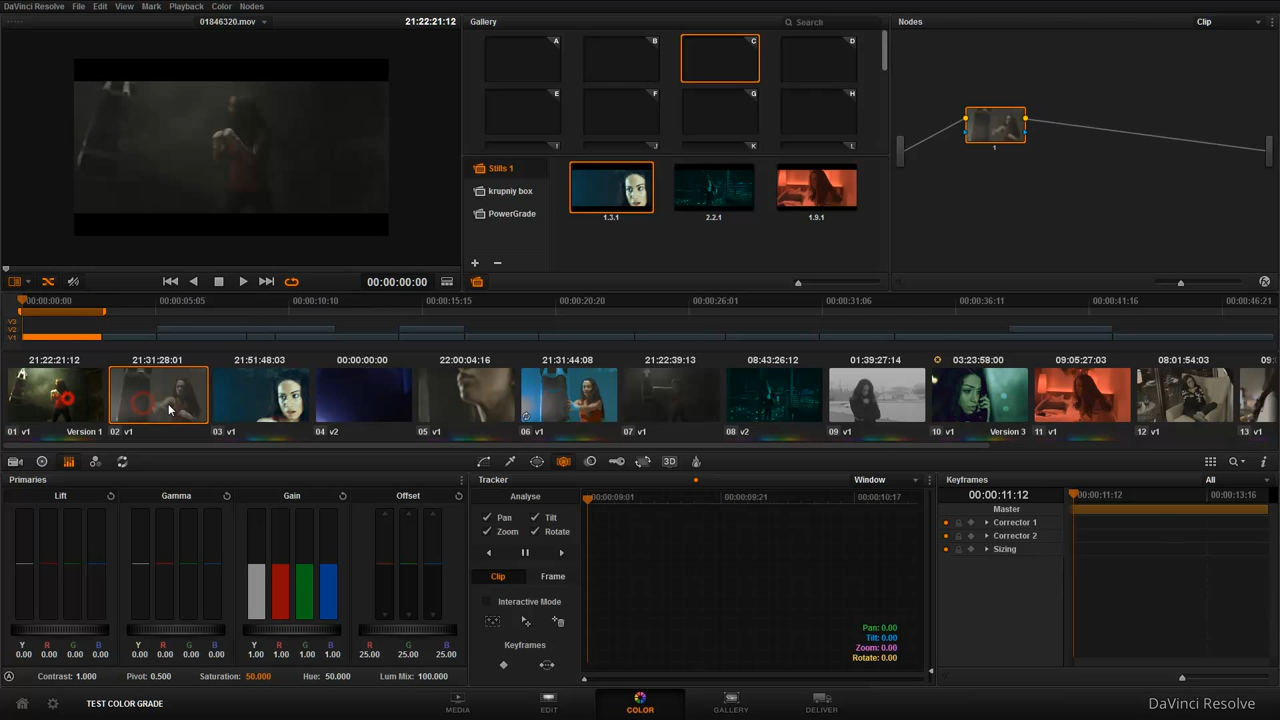 DaVinci Resolve File Edit View Mark Playback Color Nodes
01846320.mov 21:22:21:12 Gallery Search Nodes Clip
A B C D
E F G H
I J K L
1
Stills 1
krupniy box
PowerGrade
1.3.1 2.2.1 1.9.1
+ −
00:00:00:00
00:00:00:00 00:00:05:05 00:00:10:10 00:00:15:15 00:00:20:20 00:00:26:01 00:00:31:06 00:00:36:11 00:00:41:16 00:00:46:21
V3
V2
V1
21:22:21:12 21:31:28:01 21:51:48:03 00:00:00:00 22:00:04:16 21:31:44:08 21:22:39:13 08:43:26:12 01:39:27:14 03:23:58:00 09:05:27:03 08:01:54:03 09:
A
01 v1 Version 1 02 v1 03 v1 04 v2 05 v1 06 v1 07 v1 08 v2 09 v1 10 v1 Version 3 11 v1 12 v1 13 v1
3D
Primaries Tracker Window Keyframes All
Lift Gamma Gain Offset Analyse 00:00:09:01 00:00:09:21 00:00:10:17 00:00:11:12 00:00:11:12 00:00:13:16
Master
Pan Tilt Corrector 1
Zoom Rotate Corrector 2
Sizing
Clip Frame
Interactive Mode
Pan: 0.00
Tilt: 0.00
Zoom: 0.00
Rotate: 0.00
Keyframes
Y R G B Y R G B Y R G B R G B
0.00 0.00 0.00 0.00 0.00 0.00 0.00 0.00 1.00 1.00 1.00 1.00 25.00 25.00 25.00
A Contrast: 1.000 Pivot: 0.500 Saturation: 50.000 Hue: 50.000 Lum Mix: 100.000
TEST COLOR GRADE MEDIA EDIT COLOR GALLERY DELIVER DaVinci Resolve